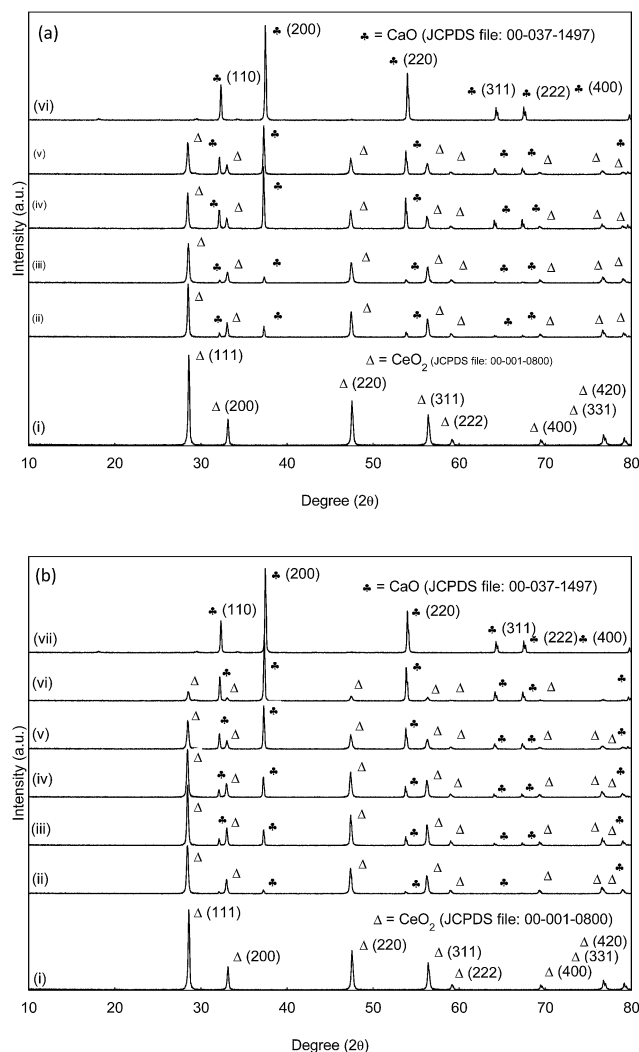 (a)
♣ (200)
♣ = CaO (JCPDS file: 00-037-1497)
♣ (110)
♣ (220)
♣ (311)
♣ (222)
♣ (400)
(vi)
(v)
Δ ♣ Δ ♣ Δ ♣ Δ Δ ♣ ♣ Δ Δ Δ ♣
(iv)
Δ ♣ Δ ♣ Δ ♣ Δ Δ ♣ ♣ Δ Δ Δ
(iii)
Δ ♣ Δ ♣ Δ ♣ Δ Δ ♣ ♣ Δ Δ Δ
(ii)
Δ ♣ Δ ♣ Δ ♣ Δ Δ ♣ ♣ Δ Δ Δ
Δ (111)
Δ = CeO₂ (JCPDS file: 00-001-0800)
Δ (200)
Δ (220)
Δ (311)
Δ (222)
Δ (400)
Δ (420)
Δ (331)
(i)
Intensity (a.u.)
10 20 30 40 50 60 70 80
Degree (2θ)
(b)
♣ (200)
♣ = CaO (JCPDS file: 00-037-1497)
♣ (110)
♣ (220)
♣ (311)
♣ (222) ♣ (400)
(vii)
(vi)
Δ ♣ Δ ♣ Δ ♣ Δ Δ ♣ ♣ Δ ♣
(v)
Δ ♣ Δ ♣ Δ ♣ Δ Δ ♣ ♣ Δ Δ Δ ♣
(iv)
Δ ♣ Δ ♣ Δ ♣ Δ Δ ♣ ♣ Δ Δ Δ ♣
(iii)
Δ ♣ Δ ♣ Δ ♣ Δ Δ ♣ ♣ Δ Δ Δ ♣
(ii)
Δ Δ ♣ Δ ♣ Δ Δ ♣ Δ Δ Δ ♣
Δ (111)
Δ = CeO₂ (JCPDS file: 00-001-0800)
Δ (200)
Δ (220)
Δ (311)
Δ (222)
Δ (400)
Δ (420)
Δ (331)
(i)
Intensity (a.u.)
10 20 30 40 50 60 70 80
Degree (2θ)